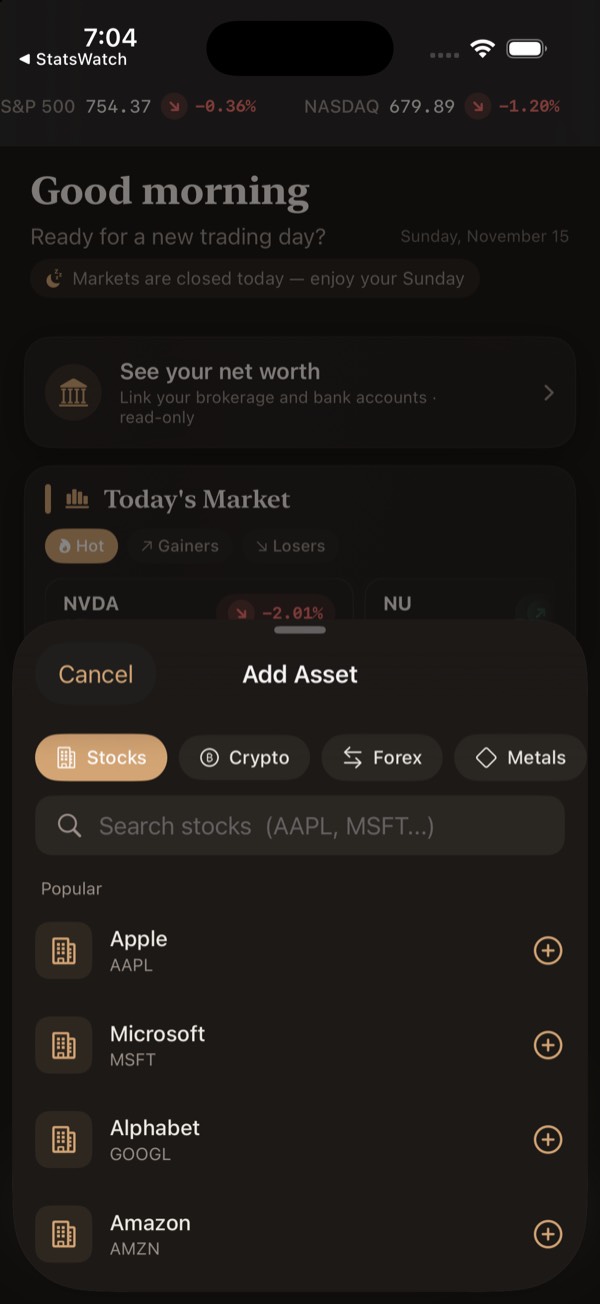 7:04
◀ StatsWatch
S&P 500 754.37 −0.36% NASDAQ 679.89 −1.20%
Good morning
Ready for a new trading day?
Sunday, November 15
Markets are closed today — enjoy your Sunday
See your net worth
Link your brokerage and bank accounts ·
read-only
Today's Market
Hot Gainers Losers
NVDA −2.01% NU
Cancel Add Asset
Stocks Crypto Forex Metals
Search stocks (AAPL, MSFT...)
Popular
Apple
AAPL
Microsoft
MSFT
Alphabet
GOOGL
Amazon
AMZN